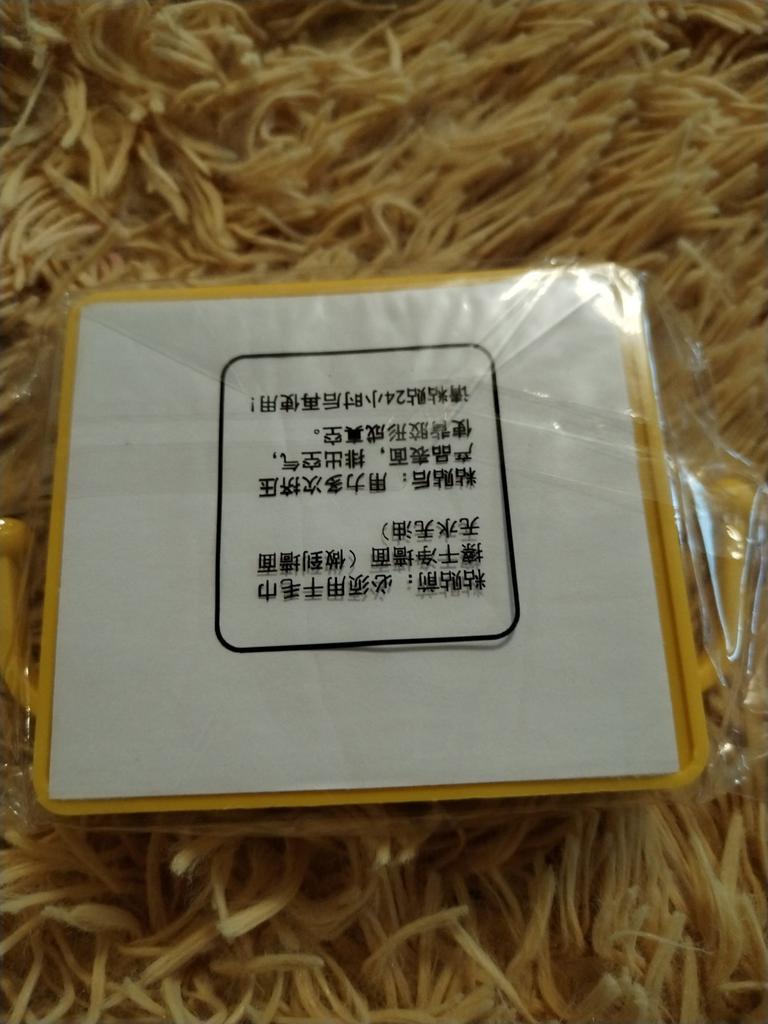 粘贴前：必须用干毛巾
擦干净墙面（做到墙面
无水无油）
粘贴后：用力多次挤压
产品表面，排出空气，
使背胶形成真空。
请粘贴24小时后再使用！